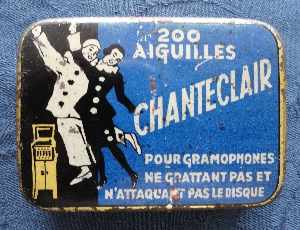 200
AIGUILLES
CHANTECLAIR
POUR GRAMOPHONES
NE GRATTANT PAS ET
N'ATTAQUANT PAS LE DISQUE